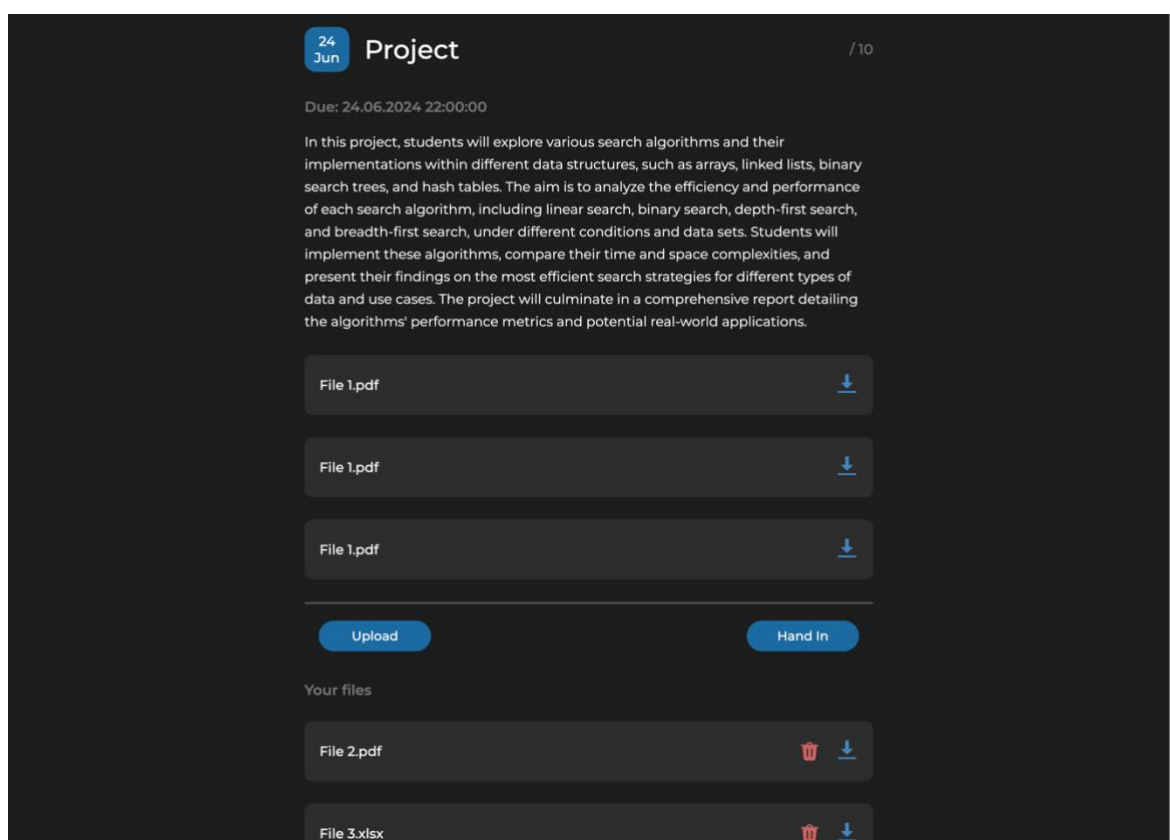 24
Jun
Project
/ 10
Due: 24.06.2024 22:00:00
In this project, students will explore various search algorithms and their
implementations within different data structures, such as arrays, linked lists, binary
search trees, and hash tables. The aim is to analyze the efficiency and performance
of each search algorithm, including linear search, binary search, depth-first search,
and breadth-first search, under different conditions and data sets. Students will
implement these algorithms, compare their time and space complexities, and
present their findings on the most efficient search strategies for different types of
data and use cases. The project will culminate in a comprehensive report detailing
the algorithms' performance metrics and potential real-world applications.
File 1.pdf
File 1.pdf
File 1.pdf
Upload
Hand In
Your files
File 2.pdf
File 3.xlsx